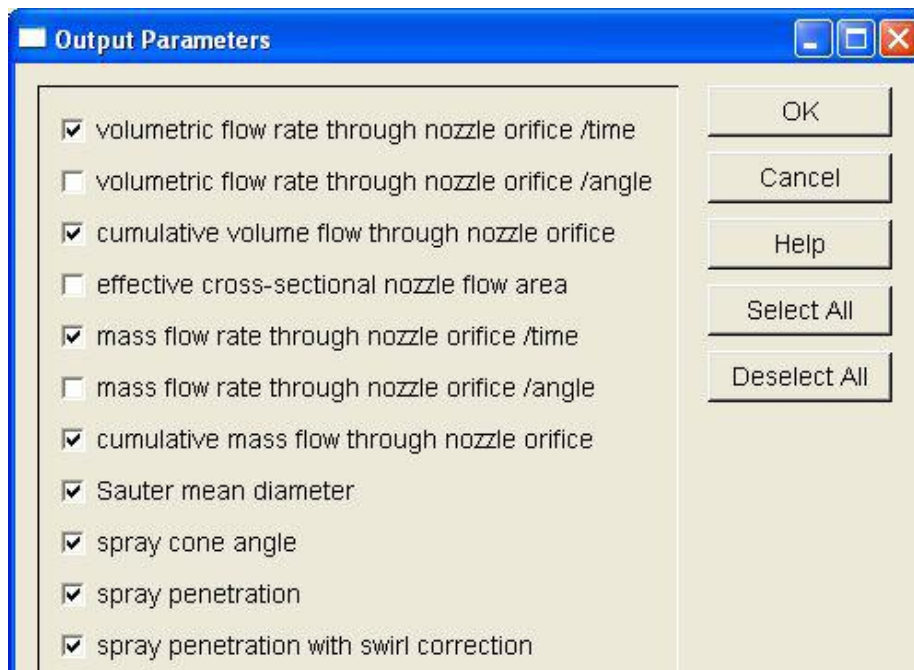 Output Parameters
volumetric flow rate through nozzle orifice /time
volumetric flow rate through nozzle orifice /angle
cumulative volume flow through nozzle orifice
effective cross-sectional nozzle flow area
mass flow rate through nozzle orifice /time
mass flow rate through nozzle orifice /angle
cumulative mass flow through nozzle orifice
Sauter mean diameter
spray cone angle
spray penetration
spray penetration with swirl correction
OK
Cancel
Help
Select All
Deselect All